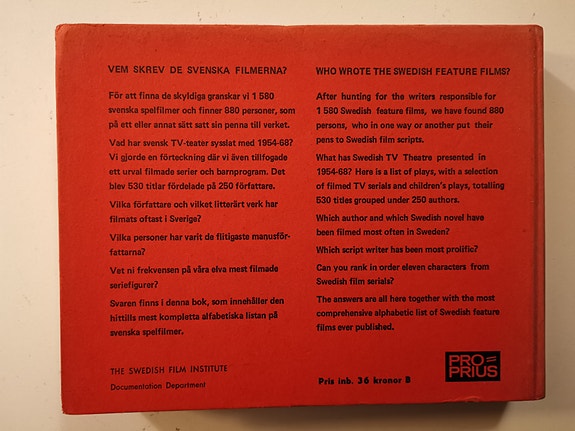 VEM SKREV DE SVENSKA FILMERNA?
För att finna de skyldiga granskar vi 1 580
svenska spelfilmer och finner 880 personer, som
på ett eller annat sätt satt sin penna till verket.
Vad har svensk TV-teater sysslat med 1954-68?
Vi gjorde en förteckning där vi även tillfogade
ett urval filmade serier och barnprogram. Det
blev 530 titlar fördelade på 250 författare.
Vilka författare och vilket litterärt verk har
filmats oftast i Sverige?
Vilka personer har varit de flitigaste manusför-
fattarna?
Vet ni frekvensen på våra elva mest filmade
seriefigurer?
Svaren finns i denna bok, som innehåller den
hittills mest kompletta alfabetiska listan på
svenska spelfilmer.
THE SWEDISH FILM INSTITUTE
Documentation Department
WHO WROTE THE SWEDISH FEATURE FILMS?
After hunting for the writers responsible for
1 580 Swedish feature films, we have found 880
persons, who in one way or another put their
pens to Swedish film scripts.
What has Swedish TV Theatre presented in
1954-68? Here is a list of plays, with a selection
of filmed TV serials and children's plays, totalling
530 titles grouped under 250 authors.
Which author and which Swedish novel have
been filmed most often in Sweden?
Which script writer has been most prolific?
Can you rank in order eleven characters from
Swedish film serials?
The answers are all here together with the most
comprehensive alphabetic list of Swedish feature
films ever published.
Pris inb. 36 kronor B
PRO=
PRIUS